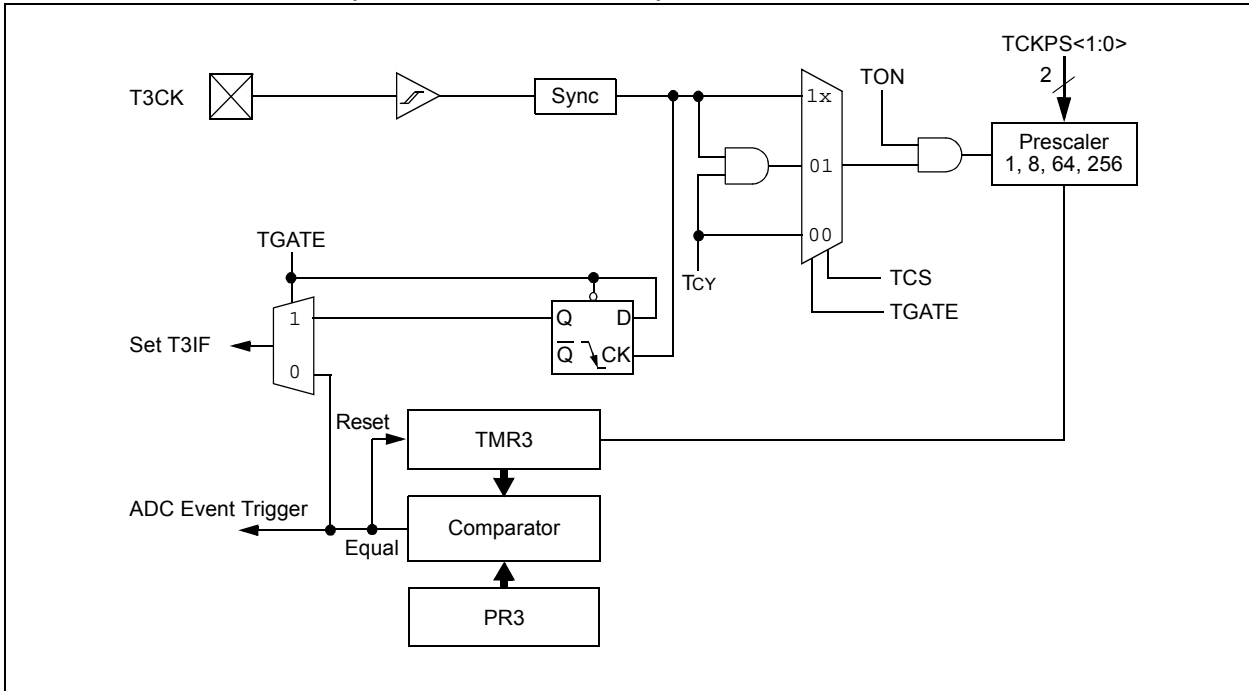 TCKPS<1:0>
2
TON
T3CK
Sync
1x
Prescaler
1, 8, 64, 256
01
00
TGATE
TCY
TCS
TGATE
1
Q
D
Set T3IF
Q
CK
0
Reset
TMR3
ADC Event Trigger
Equal
Comparator
PR3